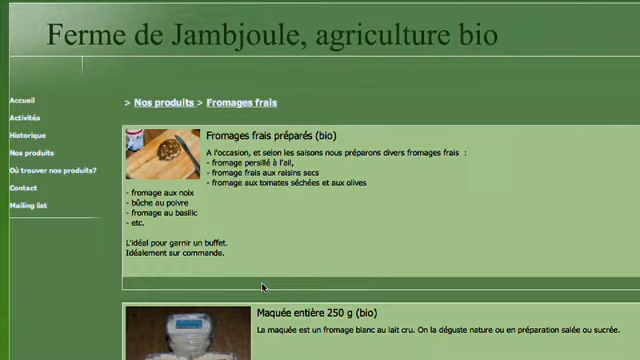 Ferme de Jambjoule, agriculture bio
Accueil
Activités
Historique
Nos produits
Où trouver nos produits?
Contact
Mailing list
> Nos produits > Fromages frais
Fromages frais préparés (bio)
A l'occasion, et selon les saisons nous préparons divers fromages frais :
- fromage persillé à l'ail,
- fromage frais aux raisins secs
- fromage aux tomates séchées et aux olives
- fromage aux noix
- bûche au poivre
- fromage au basilic
- etc.
L'idéal pour garnir un buffet.
Idéalement sur commande.
Maquée entière 250 g (bio)
La maquée est un fromage blanc au lait cru. On la déguste nature ou en préparation salée ou sucrée.